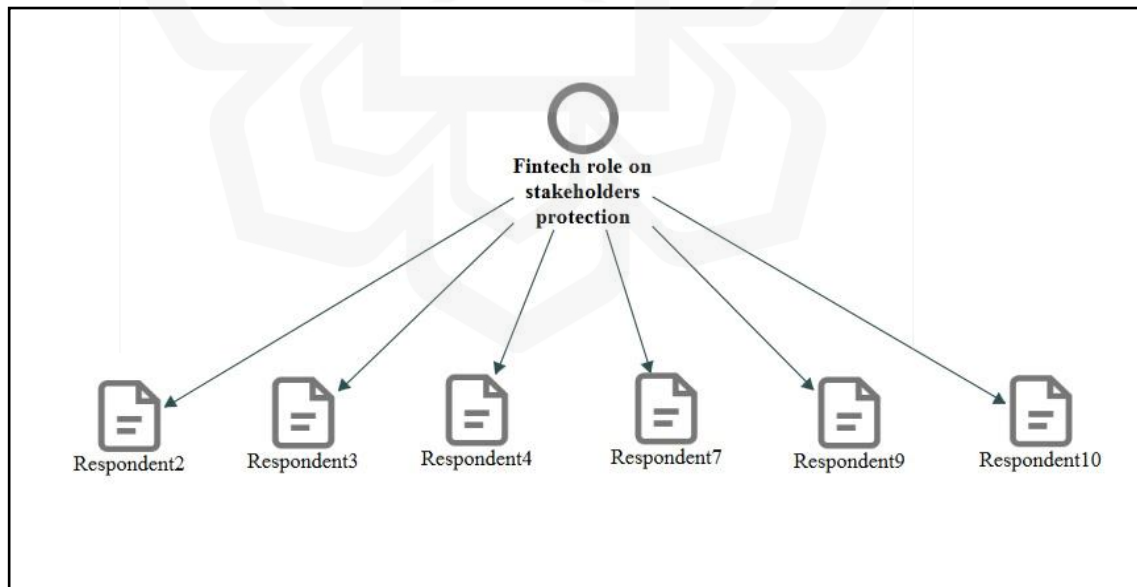 Fintech role on
stakeholders
protection
Respondent2
Respondent3
Respondent4
Respondent7
Respondent9
Respondent10